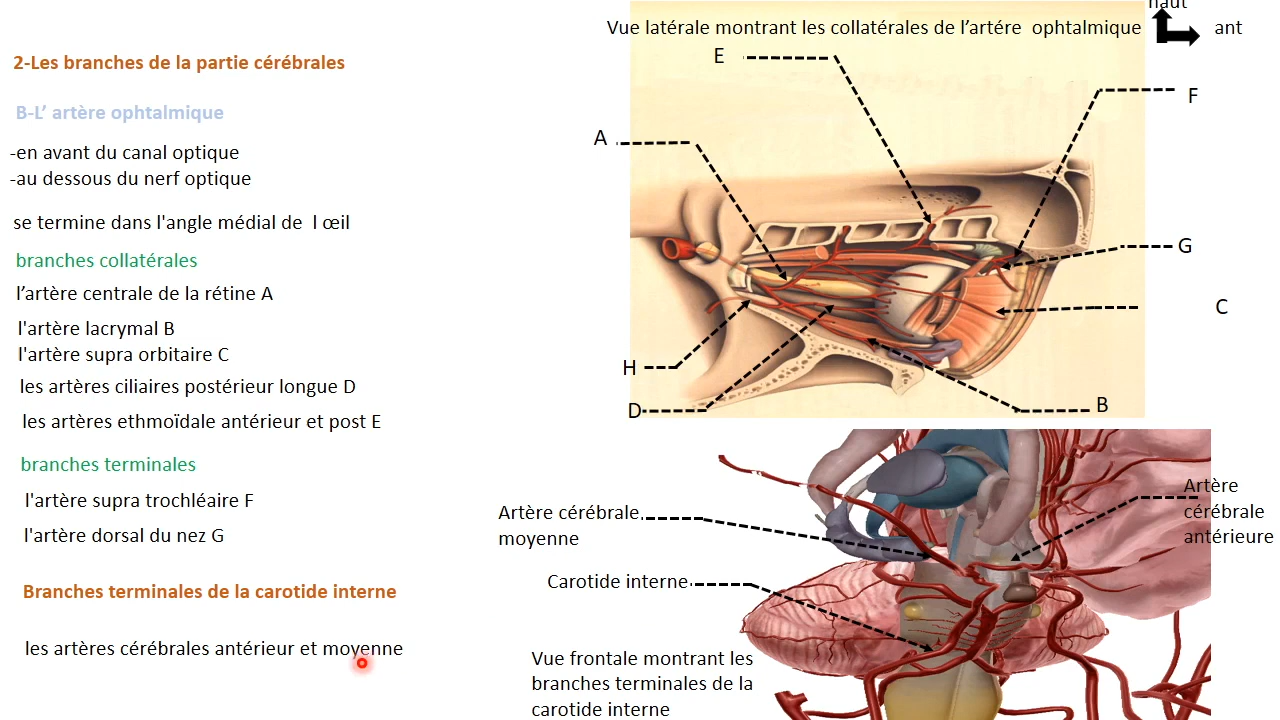 2-Les branches de la partie cérébrales
B-L’ artère ophtalmique
-en avant du canal optique
-au dessous du nerf optique
se termine dans l'angle médial de l œil
branches collatérales
l’artère centrale de la rétine A
l'artère lacrymal B
l'artère supra orbitaire C
les artères ciliaires postérieur longue D
les artères ethmoïdale antérieur et post E
branches terminales
l'artère supra trochléaire F
l'artère dorsal du nez G
Branches terminales de la carotide interne
les artères cérébrales antérieur et moyenne
haut
Vue latérale montrant les collatérales de l’artére ophtalmique
ant
E
F
A
G
C
H
D
B
Artère cérébrale
moyenne
Carotide interne
Artère
cérébrale
antérieure
Vue frontale montrant les
branches terminales de la
carotide interne